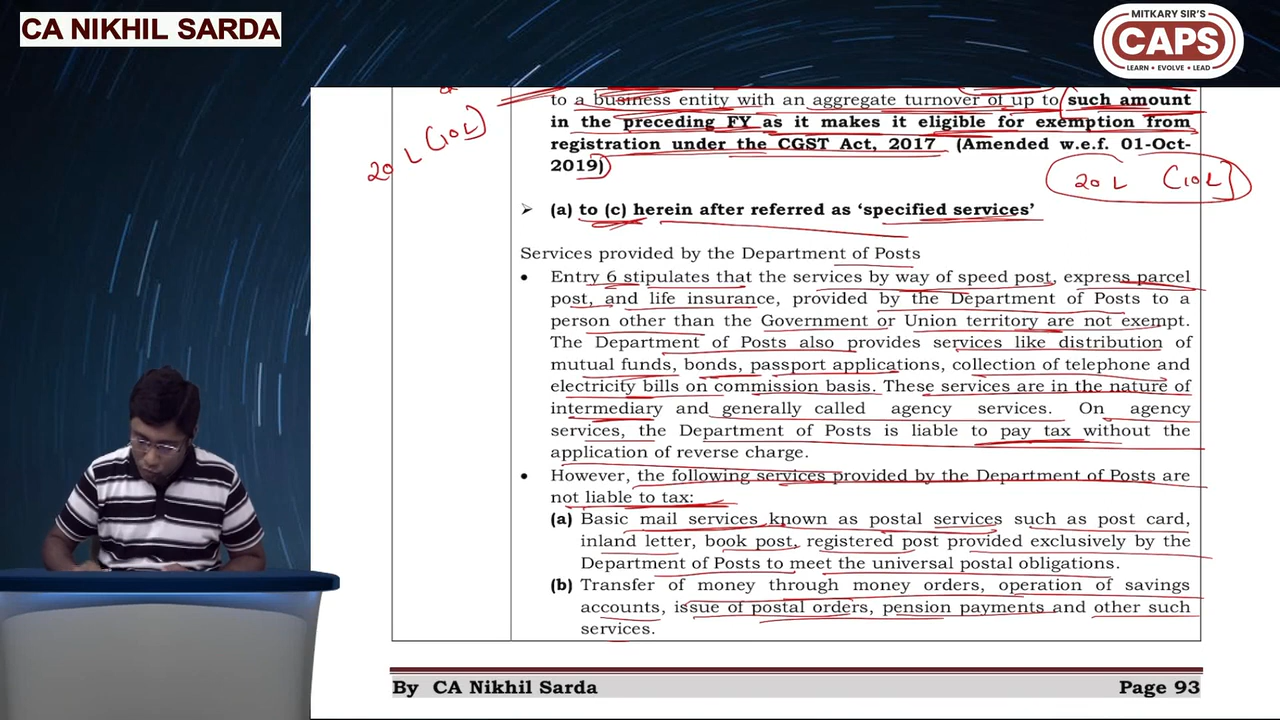 CA NIKHIL SARDA
MITKARY SIR'S
CAPS
LEARN • EVOLVE • LEAD
to a business entity with an aggregate turnover of up to such amount
in the preceding FY as it makes it eligible for exemption from
registration under the CGST Act, 2017 (Amended w.e.f. 01-Oct-
2019)
20 L (10 L)
20 L (10 L)
➢ (a) to (c) herein after referred as 'specified services'
Services provided by the Department of Posts
• Entry 6 stipulates that the services by way of speed post, express parcel
post, and life insurance, provided by the Department of Posts to a
person other than the Government or Union territory are not exempt.
The Department of Posts also provides services like distribution of
mutual funds, bonds, passport applications, collection of telephone and
electricity bills on commission basis. These services are in the nature of
intermediary and generally called agency services. On agency
services, the Department of Posts is liable to pay tax without the
application of reverse charge.
• However, the following services provided by the Department of Posts are
not liable to tax:
(a) Basic mail services known as postal services such as post card,
inland letter, book post, registered post provided exclusively by the
Department of Posts to meet the universal postal obligations.
(b) Transfer of money through money orders, operation of savings
accounts, issue of postal orders, pension payments and other such
services.
By CA Nikhil Sarda
Page 93